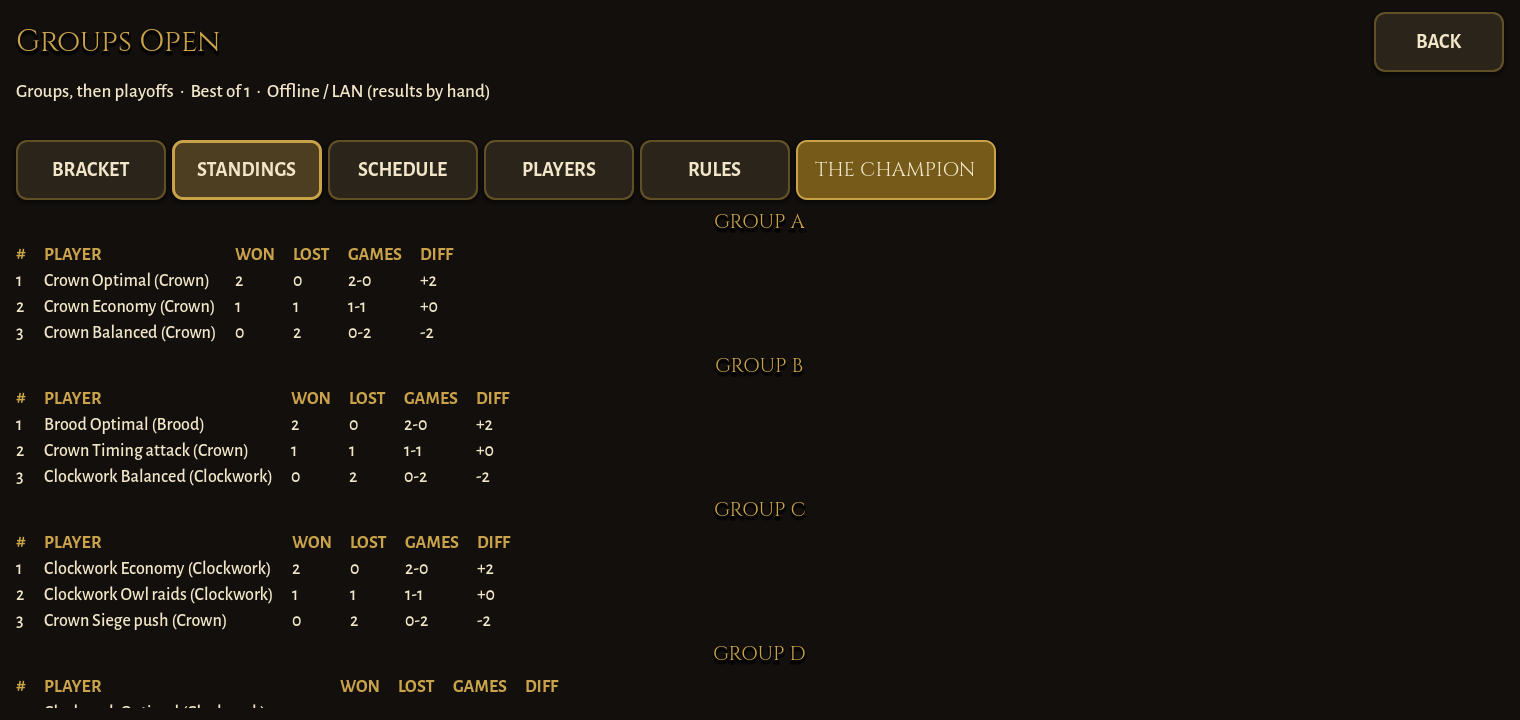 Groups Open
BACK
Groups, then playoffs · Best of 1 · Offline / LAN (results by hand)
BRACKET STANDINGS SCHEDULE PLAYERS RULES THE CHAMPION
GROUP A
# PLAYER WON LOST GAMES DIFF
1 Crown Optimal (Crown) 2 0 2-0 +2
2 Crown Economy (Crown) 1 1 1-1 +0
3 Crown Balanced (Crown) 0 2 0-2 -2
GROUP B
# PLAYER WON LOST GAMES DIFF
1 Brood Optimal (Brood) 2 0 2-0 +2
2 Crown Timing attack (Crown) 1 1 1-1 +0
3 Clockwork Balanced (Clockwork) 0 2 0-2 -2
GROUP C
# PLAYER WON LOST GAMES DIFF
1 Clockwork Economy (Clockwork) 2 0 2-0 +2
2 Clockwork Owl raids (Clockwork) 1 1 1-1 +0
3 Crown Siege push (Crown) 0 2 0-2 -2
GROUP D
# PLAYER WON LOST GAMES DIFF